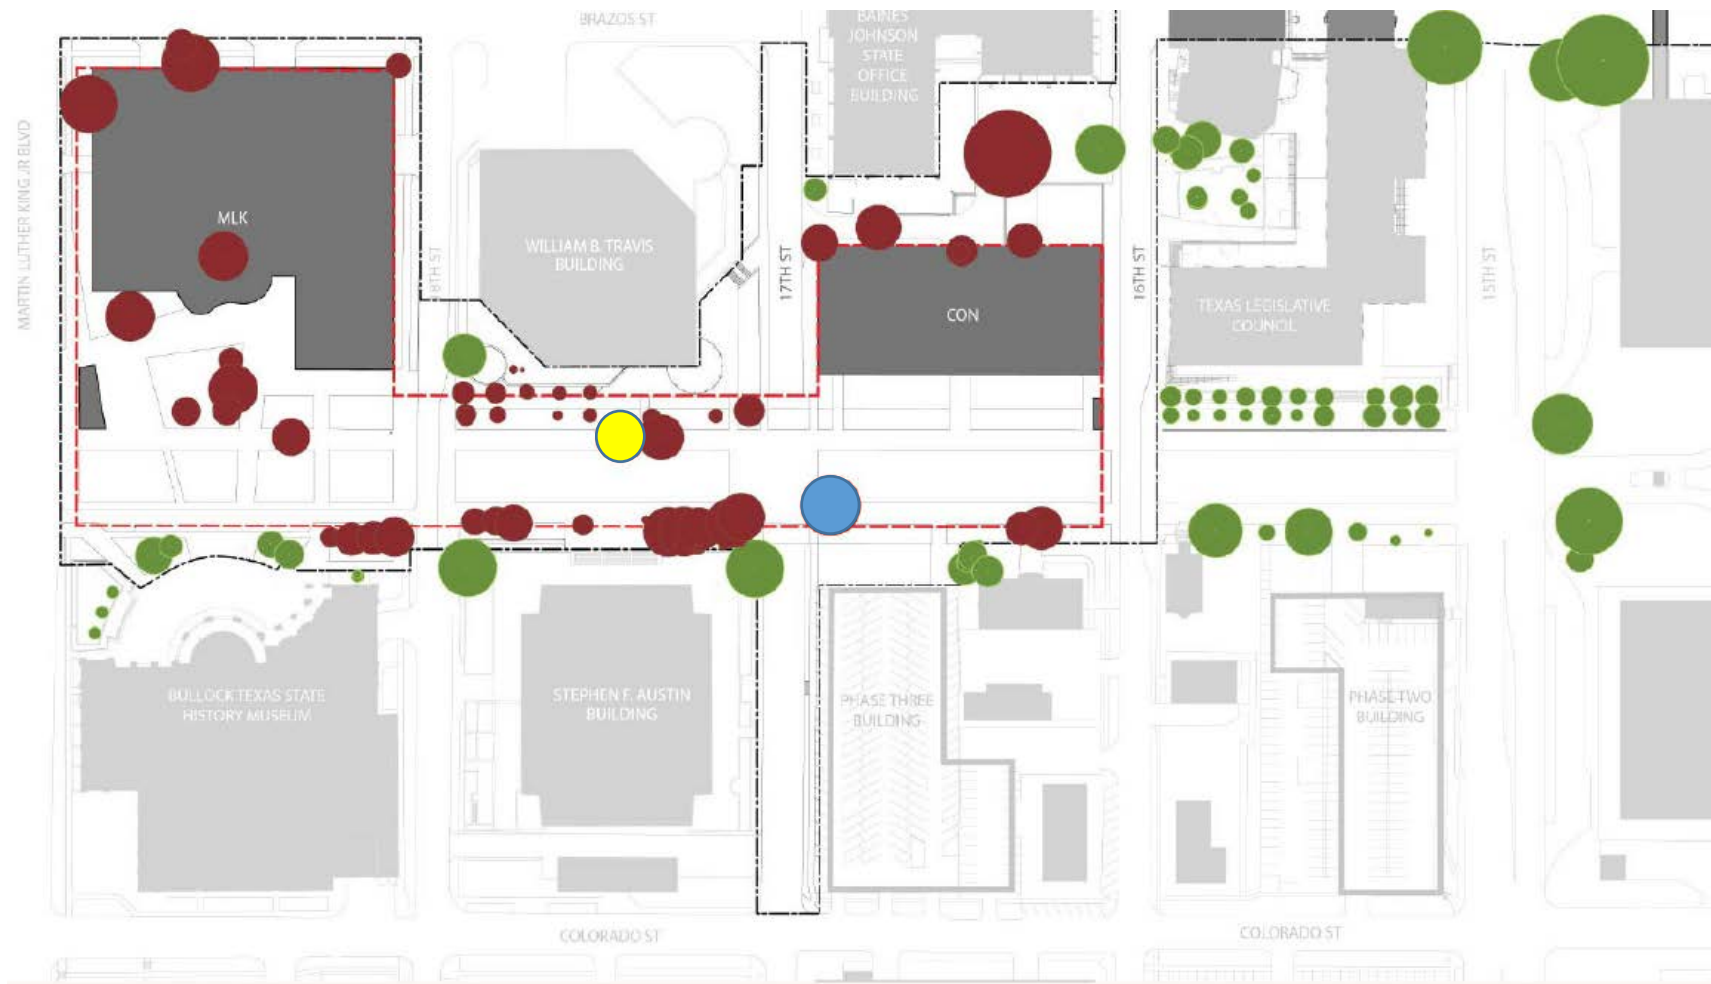 BRAZOS ST
BAINES
JOHNSON
STATE
OFFICE
BUILDING
MARTIN LUTHER KING JR BLVD
MLK
18TH ST
WILLIAM B. TRAVIS
BUILDING
17TH ST
CON
16TH ST
TEXAS LEGISLATIVE
COUNCIL
15TH ST
BULLOCK TEXAS STATE
HISTORY MUSEUM
STEPHEN F. AUSTIN
BUILDING
PHASE THREE
BUILDING
PHASE TWO
BUILDING
COLORADO ST
COLORADO ST